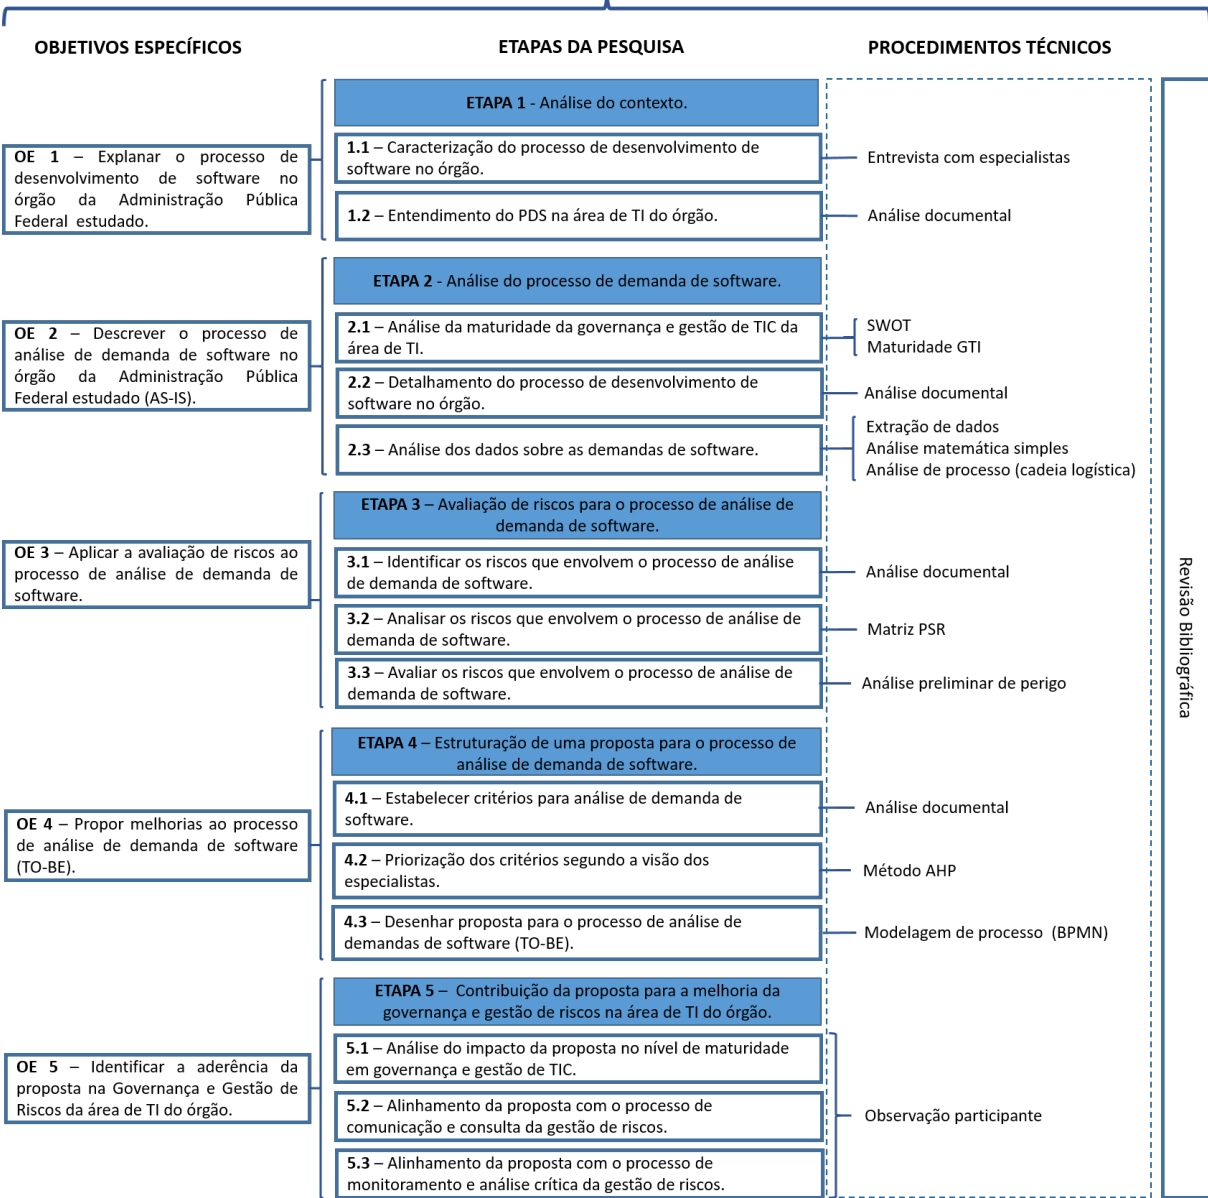 OBJETIVOS ESPECÍFICOS
ETAPAS DA PESQUISA
PROCEDIMENTOS TÉCNICOS
OE 1 – Explanar o processo de
desenvolvimento de software no
órgão da Administração Pública
Federal estudado.
ETAPA 1 - Análise do contexto.
1.1 – Caracterização do processo de desenvolvimento de
software no órgão.
Entrevista com especialistas
1.2 – Entendimento do PDS na área de TI do órgão.
Análise documental
OE 2 – Descrever o processo de
análise de demanda de software no
órgão da Administração Pública
Federal estudado (AS-IS).
ETAPA 2 - Análise do processo de demanda de software.
2.1 – Análise da maturidade da governança e gestão de TIC da
área de TI.
SWOT
Maturidade GTI
2.2 – Detalhamento do processo de desenvolvimento de
software no órgão.
Análise documental
2.3 – Análise dos dados sobre as demandas de software.
Extração de dados
Análise matemática simples
Análise de processo (cadeia logística)
OE 3 – Aplicar a avaliação de riscos ao
processo de análise de demanda de
software.
ETAPA 3 – Avaliação de riscos para o processo de análise de
demanda de software.
3.1 – Identificar os riscos que envolvem o processo de análise
de demanda de software.
Análise documental
3.2 – Analisar os riscos que envolvem o processo de análise de
demanda de software.
Matriz PSR
3.3 – Avaliar os riscos que envolvem o processo de análise de
demanda de software.
Análise preliminar de perigo
OE 4 – Propor melhorias ao processo
de análise de demanda de software
(TO-BE).
ETAPA 4 – Estruturação de uma proposta para o processo de
análise de demanda de software.
4.1 – Estabelecer critérios para análise de demanda de
software.
Análise documental
4.2 – Priorização dos critérios segundo a visão dos
especialistas.
Método AHP
4.3 – Desenhar proposta para o processo de análise de
demandas de software (TO-BE).
Modelagem de processo (BPMN)
OE 5 – Identificar a aderência da
proposta na Governança e Gestão de
Riscos da área de TI do órgão.
ETAPA 5 – Contribuição da proposta para a melhoria da
governança e gestão de riscos na área de TI do órgão.
5.1 – Análise do impacto da proposta no nível de maturidade
em governança e gestão de TIC.
5.2 – Alinhamento da proposta com o processo de
comunicação e consulta da gestão de riscos.
5.3 – Alinhamento da proposta com o processo de
monitoramento e análise crítica da gestão de riscos.
Observação participante
Revisão Bibliográfica